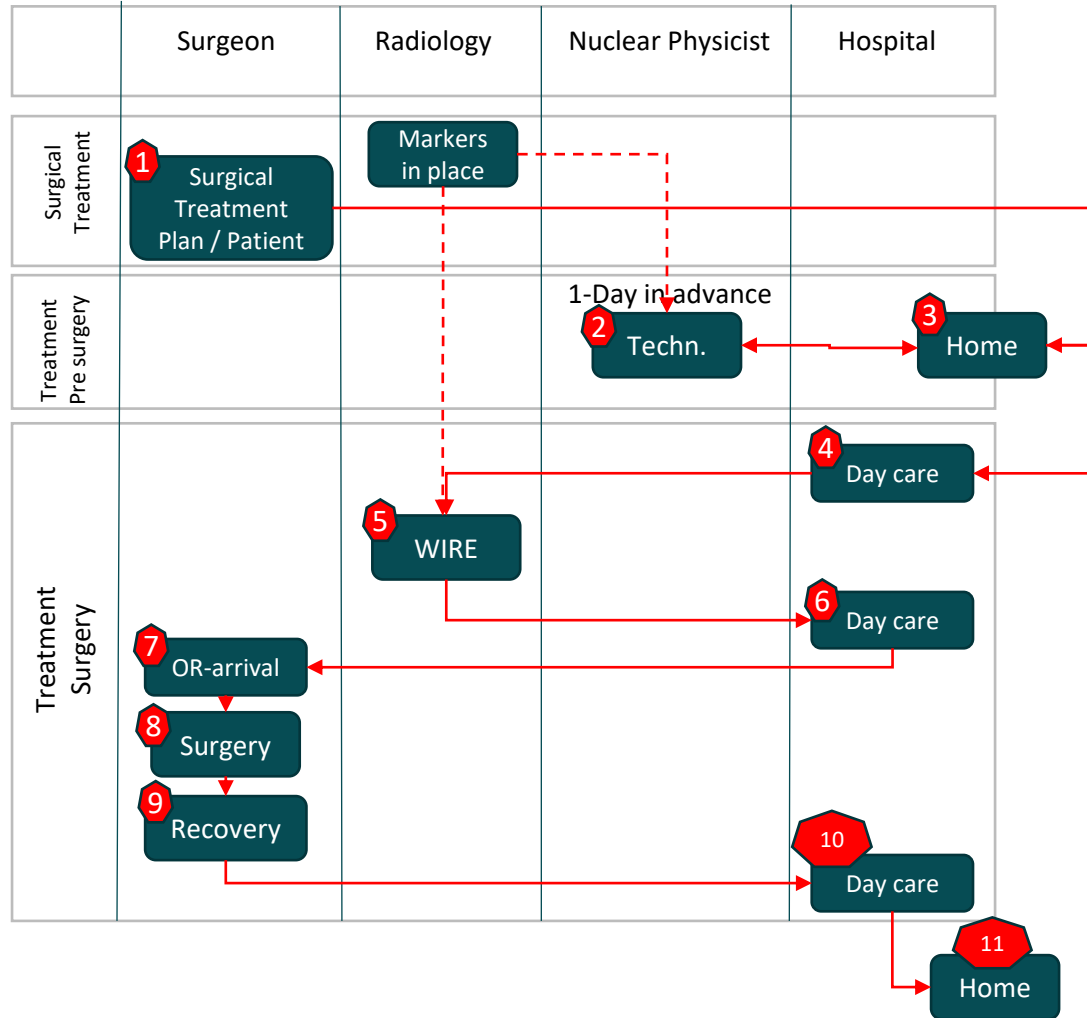 Surgeon
Radiology
Nuclear Physicist
Hospital
Surgical
Treatment
1
Surgical
Treatment
Plan / Patient
Markers
in place
Treatment
Pre surgery
1-Day in advance
2
Techn.
3
Home
Treatment
Surgery
4
Day care
5
WIRE
6
Day care
7
OR-arrival
8
Surgery
9
Recovery
10
Day care
11
Home